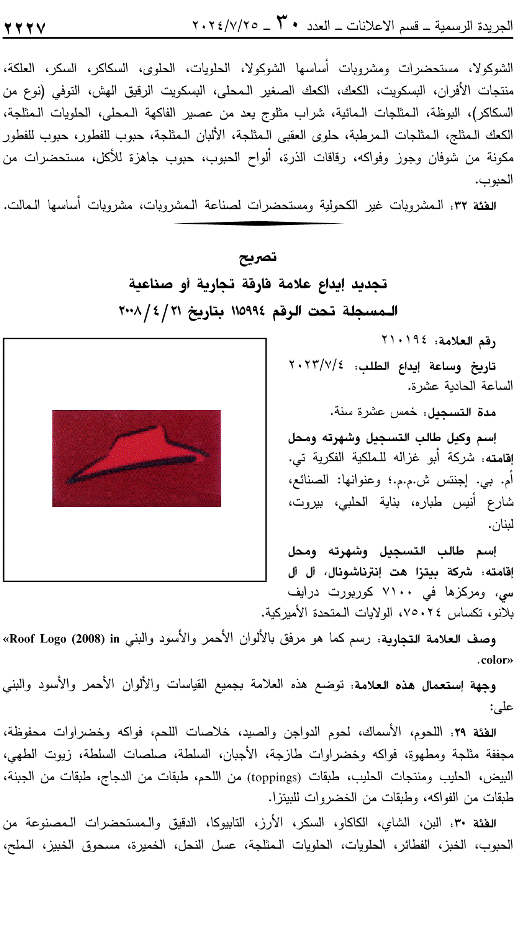 الجريدة الرسمية ــ قسم الاعلانات ــ العدد ٣٠ ــ ٢٠٢٤/٧/٢٥
٢٢٢٧
الشوكولا، مستحضرات ومشروبات أساسها الشوكولا، الحلويات، الحلوى، السكاكر، السكر، العلكة،
منتجات الأفران، البسكويت، الكعك، الكعك الصغير المحلى، البسكويت الرقيق الهش، التوفي (نوع من
السكاكر)، البوظة، المثلجات المائية، شراب مثلوج يعد من عصير الفاكهة المحلى، الحلويات المثلجة،
الكعك المثلج، المثلجات المرطبة، حلوى العقبى المثلجة، الألبان المثلجة، حبوب للفطور، حبوب للفطور
مكونة من شوفان وجوز وفواكه، رقاقات الذرة، ألواح الحبوب، حبوب جاهزة للأكل، مستحضرات من
الحبوب.
الفئة ٣٢: المشروبات غير الكحولية ومستحضرات لصناعة المشروبات، مشروبات أساسها المالت.
تصريح
تجديد إيداع علامة فارقة تجارية أو صناعية
المسجلة تحت الرقم ١١٥٩٩٤ بتاريخ ٢٠٠٨/٤/٢١
رقم العلامة: ٢١٠١٩٤
تاريخ وساعة إيداع الطلب: ٢٠٢٣/٧/٤
الساعة الحادية عشرة.
مدة التسجيل: خمس عشرة سنة.
إسم وكيل طالب التسجيل وشهرته ومحل
إقامته: شركة أبو غزاله للملكية الفكرية تي.
أم. بي. إجنتس ش.م.م.؛ وعنوانها: الصنائع،
شارع أنيس طباره، بناية الحلبي، بيروت،
لبنان.
إسم طالب التسجيل وشهرته ومحل
إقامته: شركة بيتزا هت إنترناشونال، أل أل
سي، ومركزها في ٧١٠٠ كوربورت درايف
بلانو، تكساس ٧٥٠٢٤، الولايات المتحدة الأميركية.
وصف العلامة التجارية: رسم كما هو مرفق بالألوان الأحمر والأسود والبني «Roof Logo (2008) in
color».
وجهة إستعمال هذه العلامة: توضع هذه العلامة بجميع القياسات والألوان الأحمر والأسود والبني
على:
الفئة ٢٩: اللحوم، الأسماك، لحوم الدواجن والصيد، خلاصات اللحم، فواكه وخضراوات محفوظة،
مجففة مثلجة ومطهوة، فواكه وخضراوات طازجة، الأجبان، السلطة، صلصات السلطة، زيوت الطهي،
البيض، الحليب ومنتجات الحليب، طبقات (toppings) من اللحم، طبقات من الدجاج، طبقات من الجبنة،
طبقات من الفواكه، وطبقات من الخضروات للبيتزا.
الفئة ٣٠: البن، الشاي، الكاكاو، السكر، الأرز، التابيوكا، الدقيق والمستحضرات المصنوعة من
الحبوب، الخبز، الفطائر، الحلويات، الحلويات المثلجة، عسل النحل، الخميرة، مسحوق الخبيز، الملح،